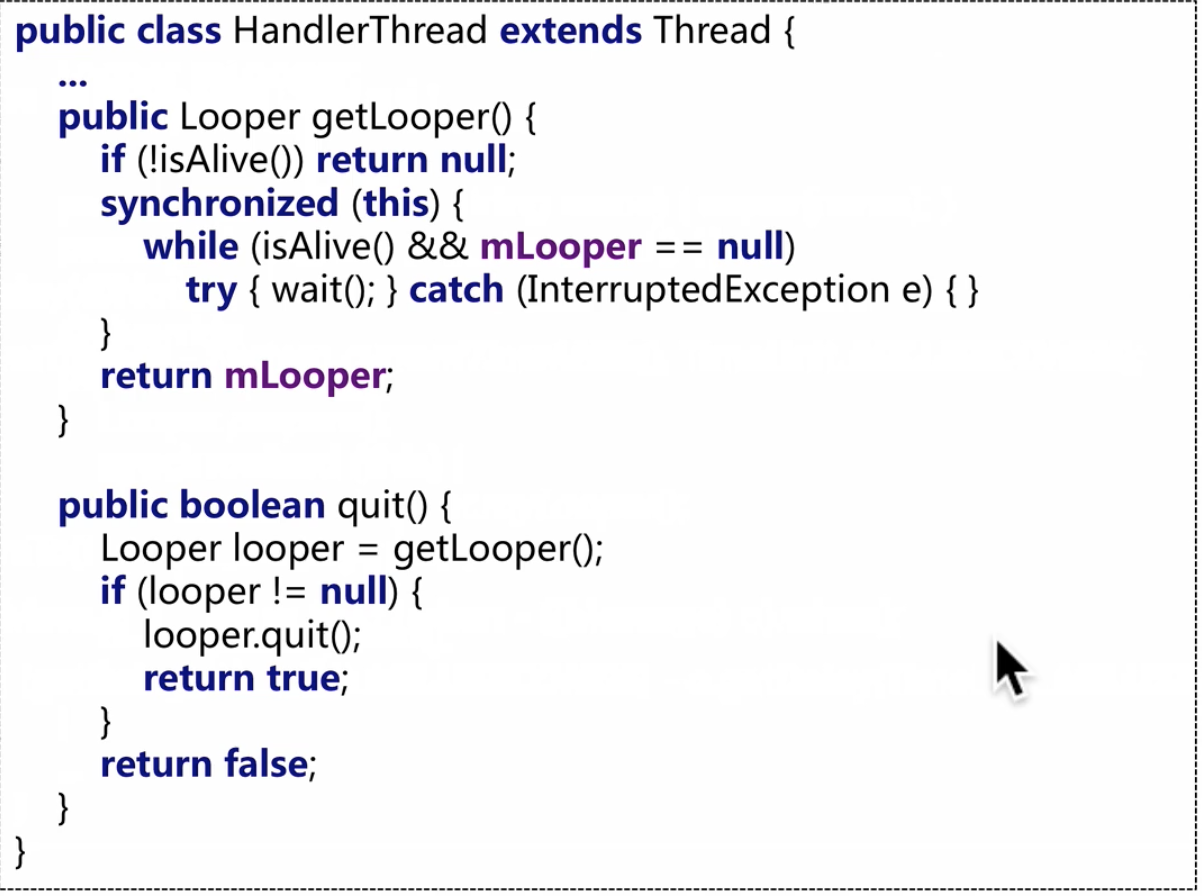 public class HandlerThread extends Thread {
...
public Looper getLooper() {
if (!isAlive()) return null;
synchronized (this) {
while (isAlive() && mLooper == null)
try { wait(); } catch (InterruptedException e) { }
}
return mLooper;
}
public boolean quit() {
Looper looper = getLooper();
if (looper != null) {
looper.quit();
return true;
}
return false;
}
}